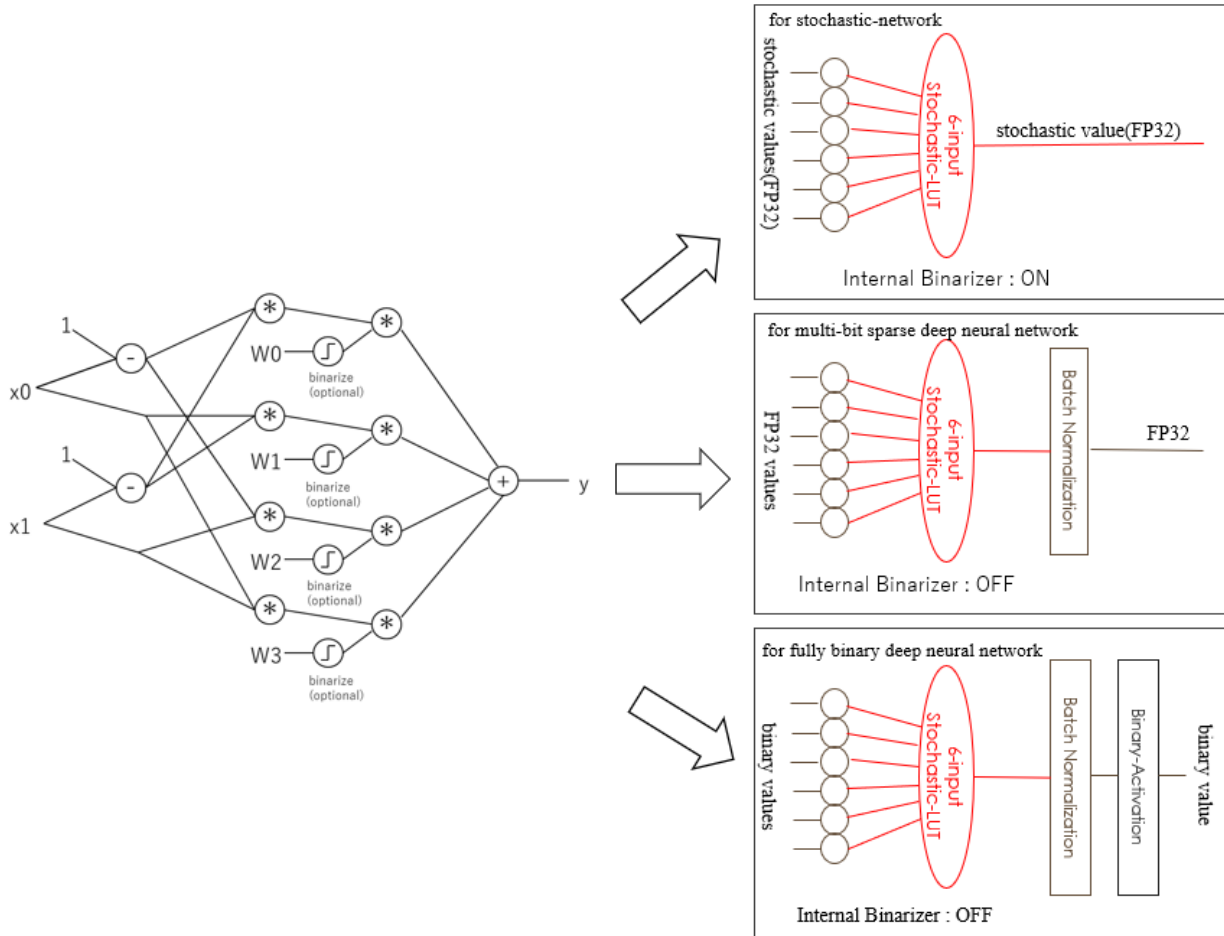 1
x0
1
x1
-
-
*
*
*
*
W0
binarize
(optional)
W1
binarize
(optional)
W2
binarize
(optional)
W3
binarize
(optional)
*
*
*
*
+
y
for stochastic-network
stochastic values(FP32)
6-input
Stochastic-LUT
stochastic value(FP32)
Internal Binarizer : ON
for multi-bit sparse deep neural network
FP32 values
6-input
Stochastic-LUT
Batch Normalization
FP32
Internal Binarizer : OFF
for fully binary deep neural network
binary values
6-input
Stochastic-LUT
Batch Normalization
Binary-Activation
binary value
Internal Binarizer : OFF